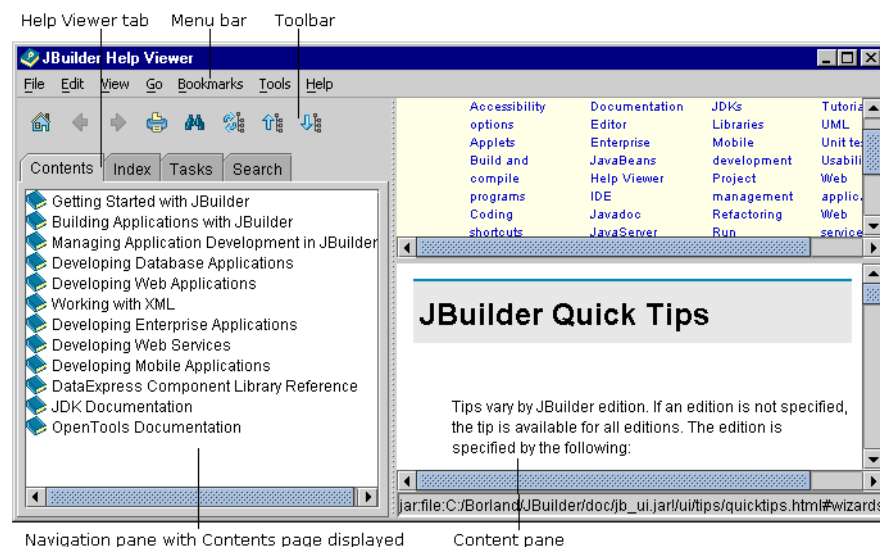 Help Viewer tab Menu bar Toolbar
JBuilder Help Viewer
File Edit View Go Bookmarks Tools Help
Contents Index Tasks Search
Getting Started with JBuilder
Building Applications with JBuilder
Managing Application Development in JBuilder
Developing Database Applications
Developing Web Applications
Working with XML
Developing Enterprise Applications
Developing Web Services
Developing Mobile Applications
DataExpress Component Library Reference
JDK Documentation
OpenTools Documentation
Accessibility Documentation JDKs Tutoria
options Editor Libraries UML
Applets Enterprise Mobile Unit te
Build and JavaBeans development Usabili
compile Help Viewer Project Web
programs IDE management applic
Coding Javadoc Refactoring Web
shortcuts JavaServer Run service
JBuilder Quick Tips
Tips vary by JBuilder edition. If an edition is not specified,
the tip is available for all editions. The edition is
specified by the following:
jar:file:C:/Borland/JBuilder/doc/jb_ui.jar!/ui/tips/quicktips.html#wizards
Navigation pane with Contents page displayed Content pane